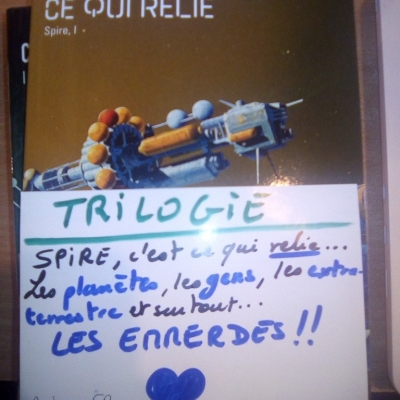 CE QUI RELIE
Spire, I
TRiLOGiE
SPiRE, c'est ce qui relie...
Les planètes, les gens, les extra-
terrestre et surtout...
LES EMMERDES !!